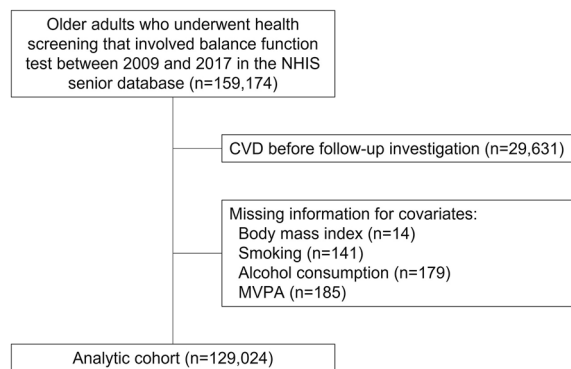 Older adults who underwent health
screening that involved balance function
test between 2009 and 2017 in the NHIS
senior database (n=159,174)
CVD before follow-up investigation (n=29,631)
Missing information for covariates:
Body mass index (n=14)
Smoking (n=141)
Alcohol consumption (n=179)
MVPA (n=185)
Analytic cohort (n=129,024)